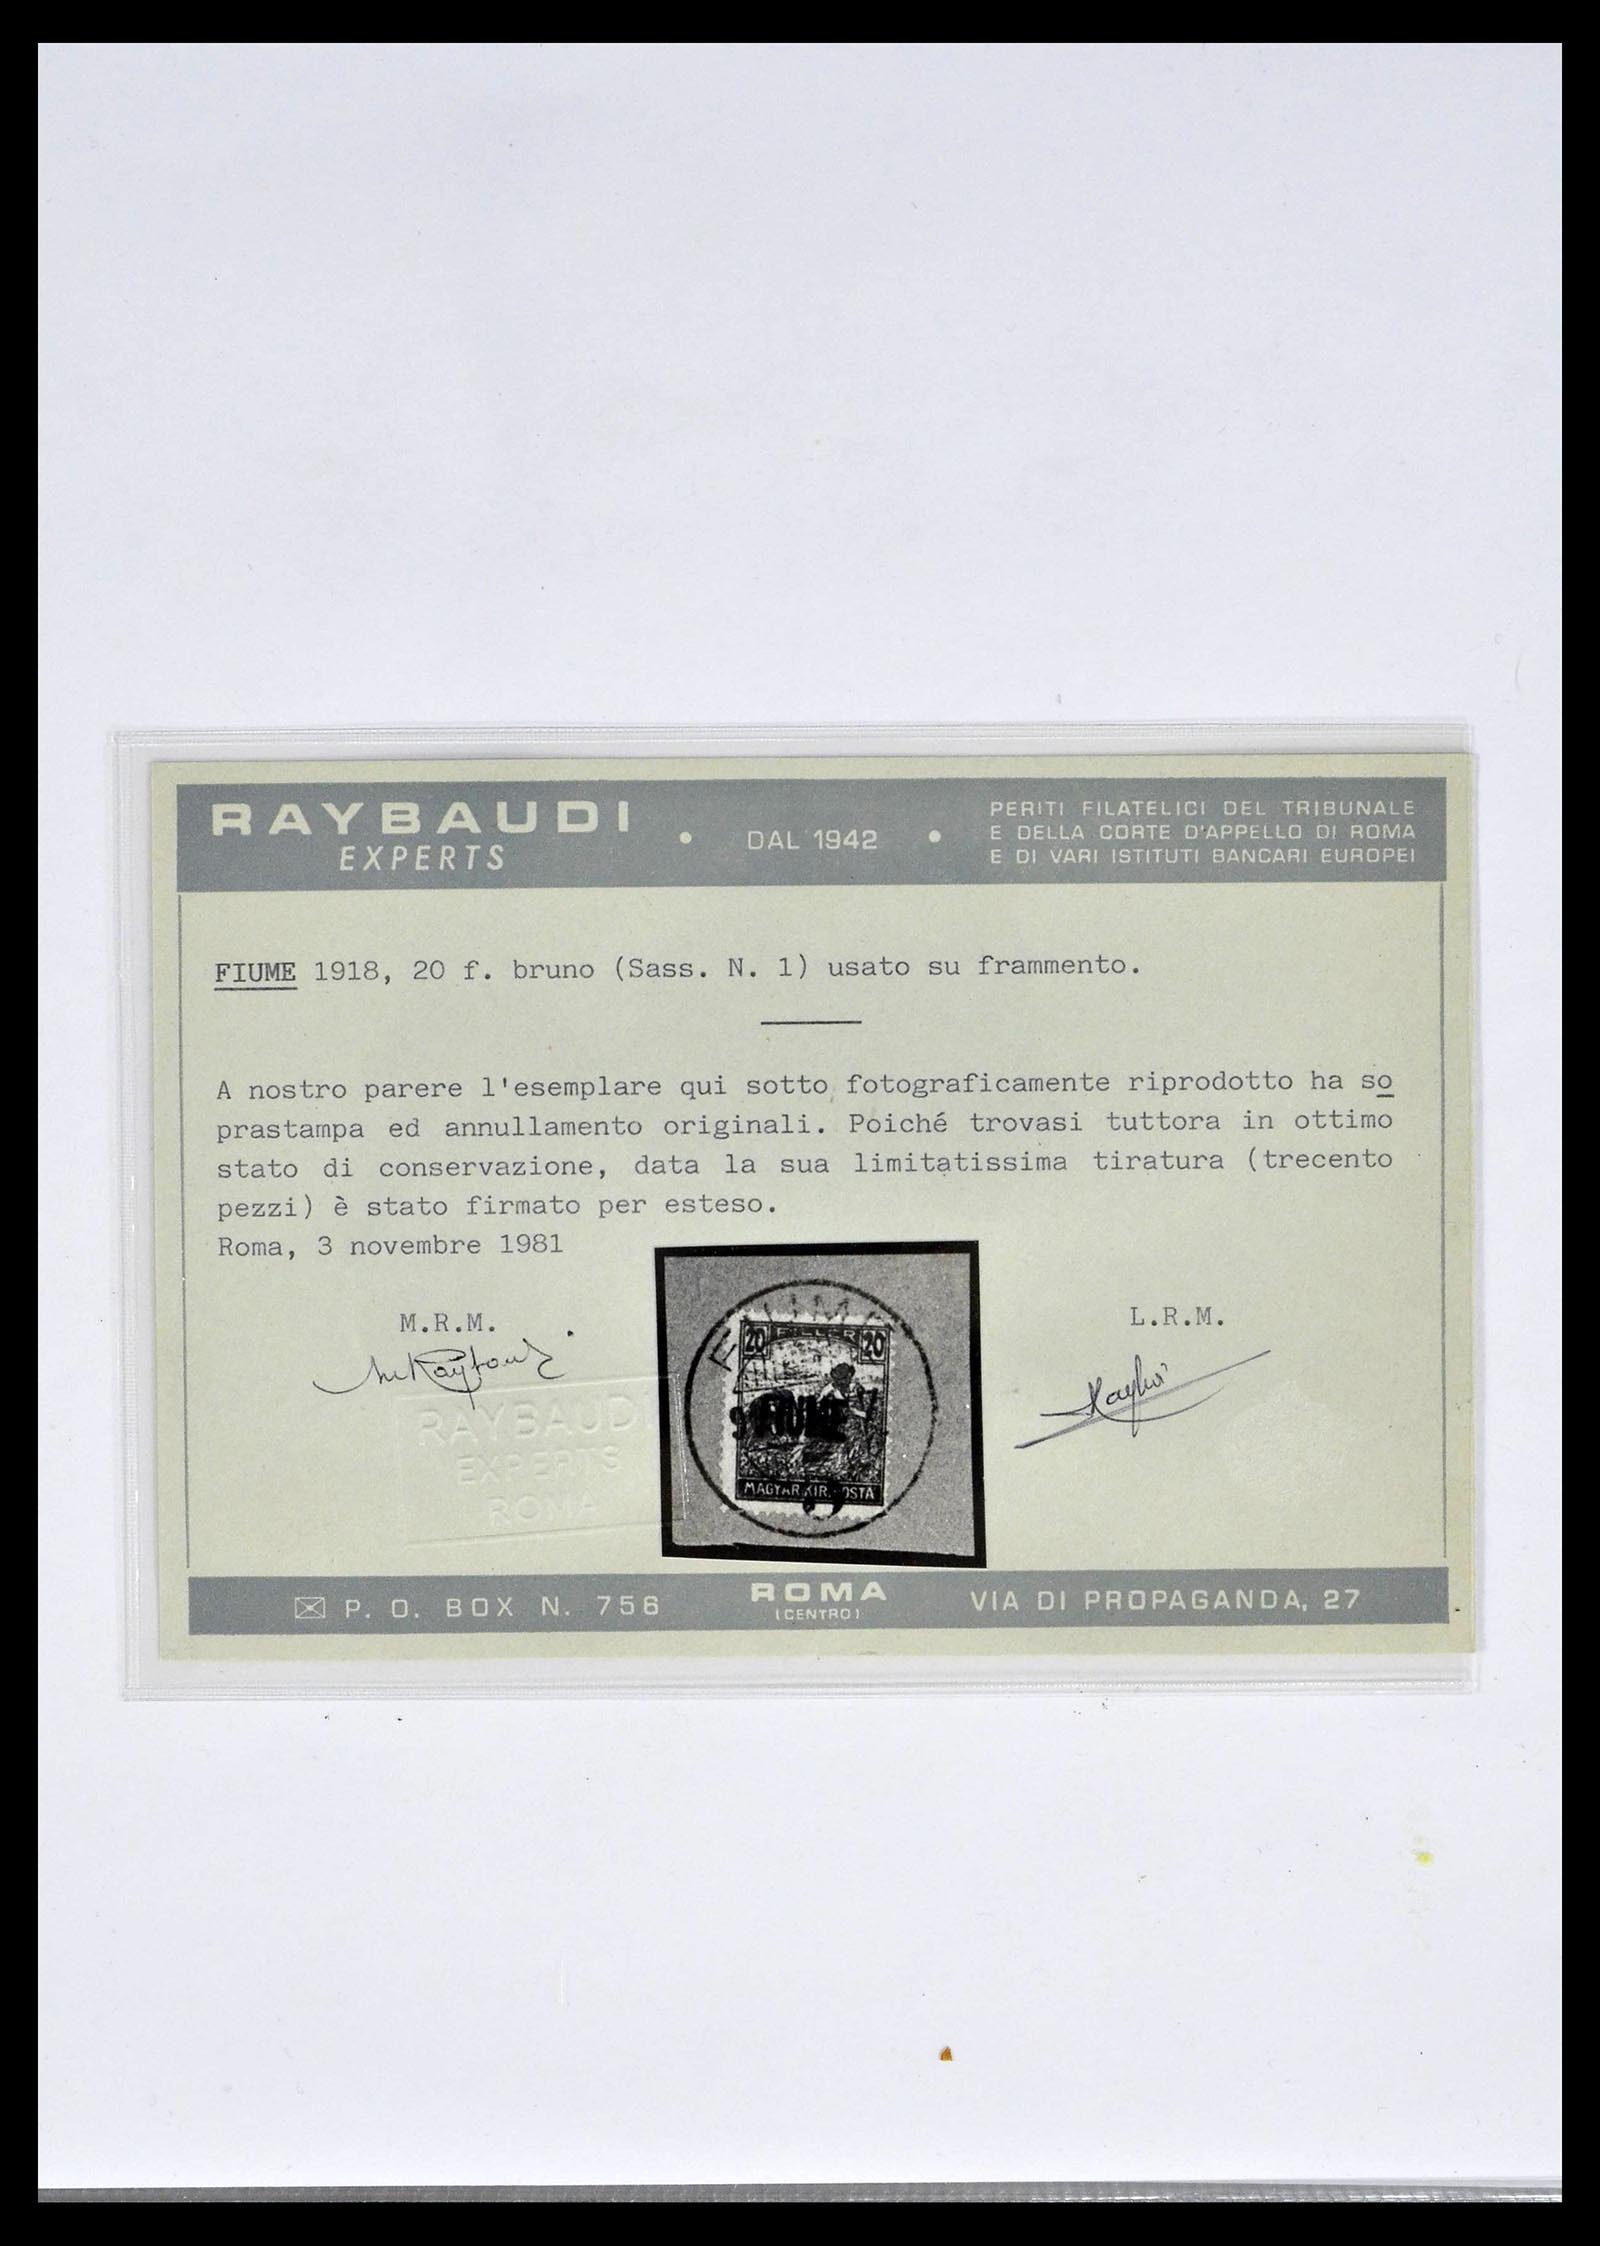 RAYBAUDI
EXPERTS
• DAL 1942 •
PERITI FILATELICI DEL TRIBUNALE
E DELLA CORTE D'APPELLO DI ROMA
E DI VARI ISTITUTI BANCARI EUROPEI
FIUME 1918, 20 f. bruno (Sass. N. 1) usato su frammento.
A nostro parere l'esemplare qui sotto fotograficamente riprodotto ha so
prastampa ed annullamento originali. Poiché trovasi tuttora in ottimo
stato di conservazione, data la sua limitatissima tiratura (trecento
pezzi) è stato firmato per esteso.
Roma, 3 novembre 1981
M.R.M.
L.R.M.
RAYBAUDI
EXPERTS
ROMA
FIUME
20 FILLER 20
FIUME
MAGYAR KIR. POSTA
P. O. BOX N. 756
ROMA
(CENTRO)
VIA DI PROPAGANDA, 27